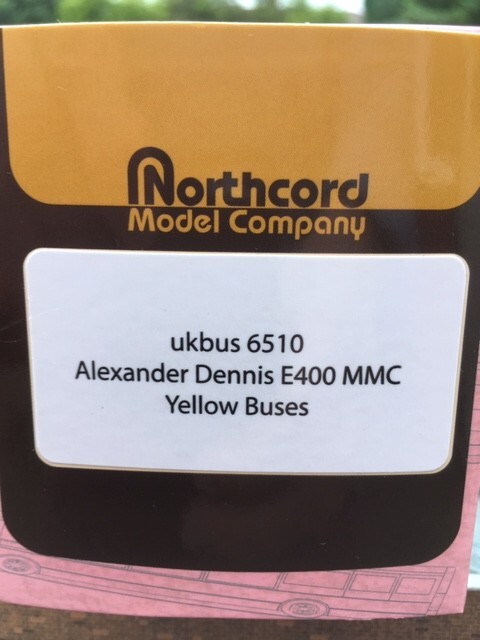 Northcord
Model Company
ukbus 6510
Alexander Dennis E400 MMC
Yellow Buses